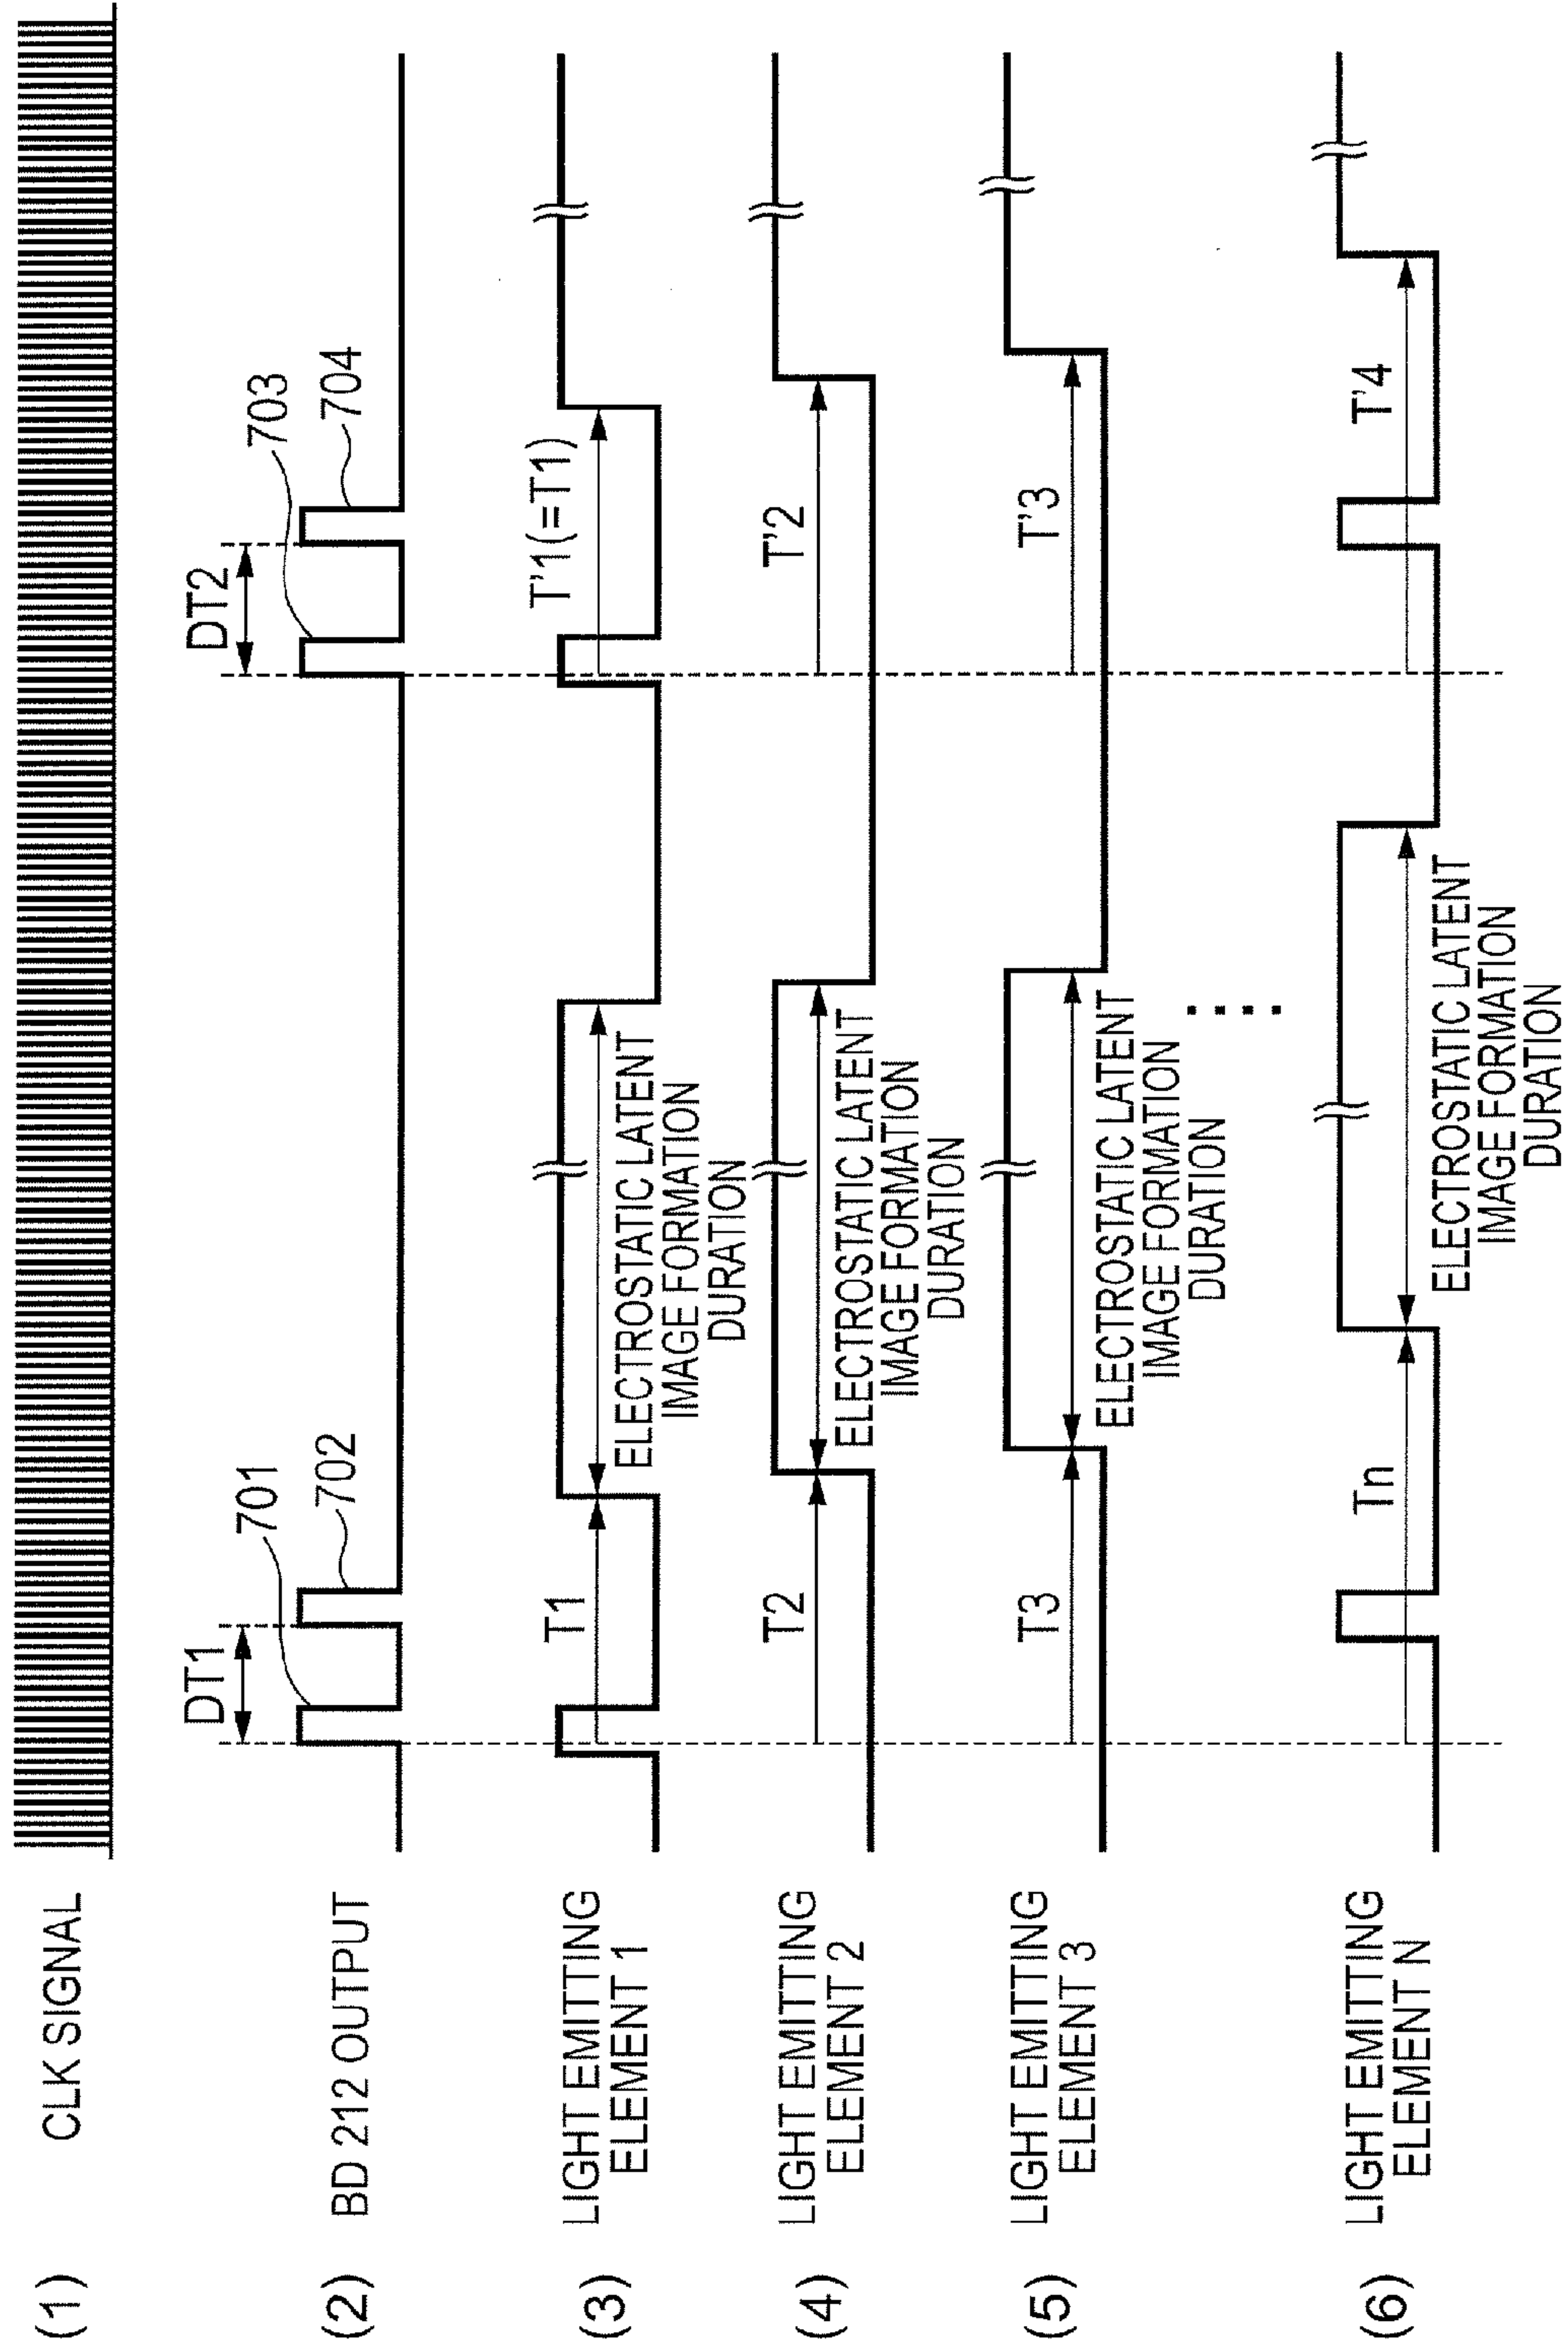 (1) CLK SIGNAL
(2) BD 212 OUTPUT
DT1
701
702
DT2
703
704
(3) LIGHT EMITTING
ELEMENT 1
T1
ELECTROSTATIC LATENT
IMAGE FORMATION
DURATION
T'1(=T1)
(4) LIGHT EMITTING
ELEMENT 2
T2
ELECTROSTATIC LATENT
IMAGE FORMATION
DURATION
T'2
(5) LIGHT EMITTING
ELEMENT 3
T3
ELECTROSTATIC LATENT
IMAGE FORMATION
DURATION
T'3
(6) LIGHT EMITTING
ELEMENT N
Tn
ELECTROSTATIC LATENT
IMAGE FORMATION
DURATION
T'4